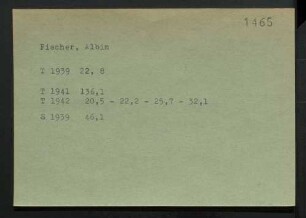 1465
Fischer, Albin
T 1939 22, 8
T 1941 136,1
T 1942 20,5 - 22,2 - 25,7 - 32,1
B 1959 46,1